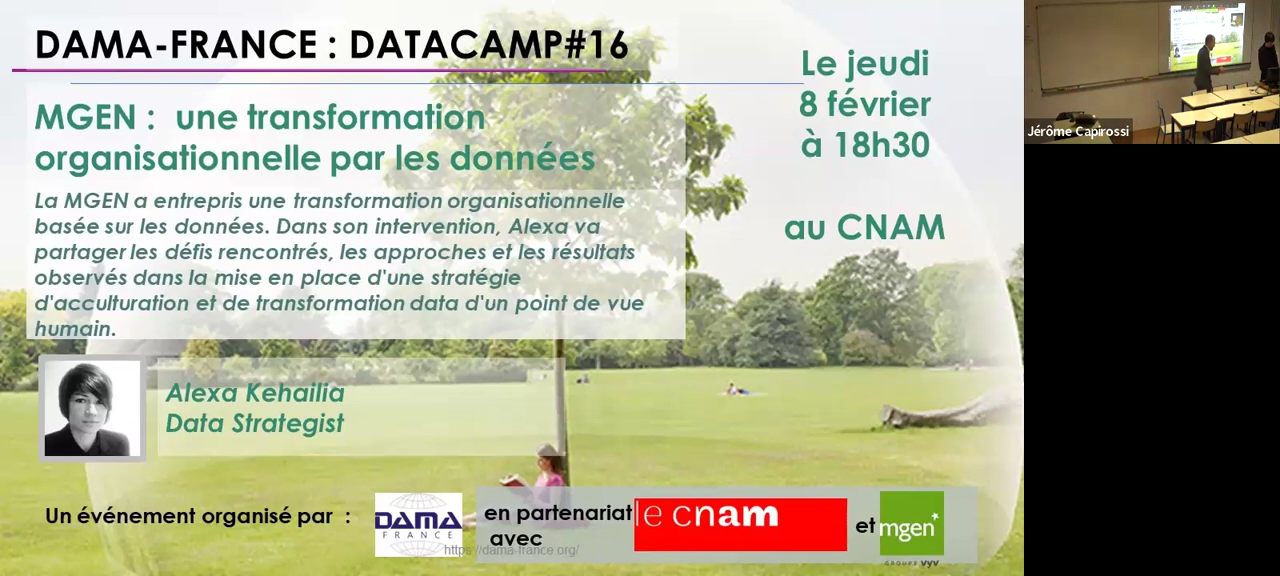 DAMA-FRANCE : DATACAMP#16
Le jeudi
8 février
à 18h30
au CNAM
MGEN : une transformation
organisationnelle par les données
La MGEN a entrepris une transformation organisationnelle
basée sur les données. Dans son intervention, Alexa va
partager les défis rencontrés, les approches et les résultats
observés dans la mise en place d'une stratégie
d'acculturation et de transformation data d'un point de vue
humain.
Alexa Kehailia
Data Strategist
Un événement organisé par :
DAMA
FRANCE
en partenariat
avec
le cnam
et
mgen
GROUPE vyv
https://dama-france.org/
Jérôme Capirossi